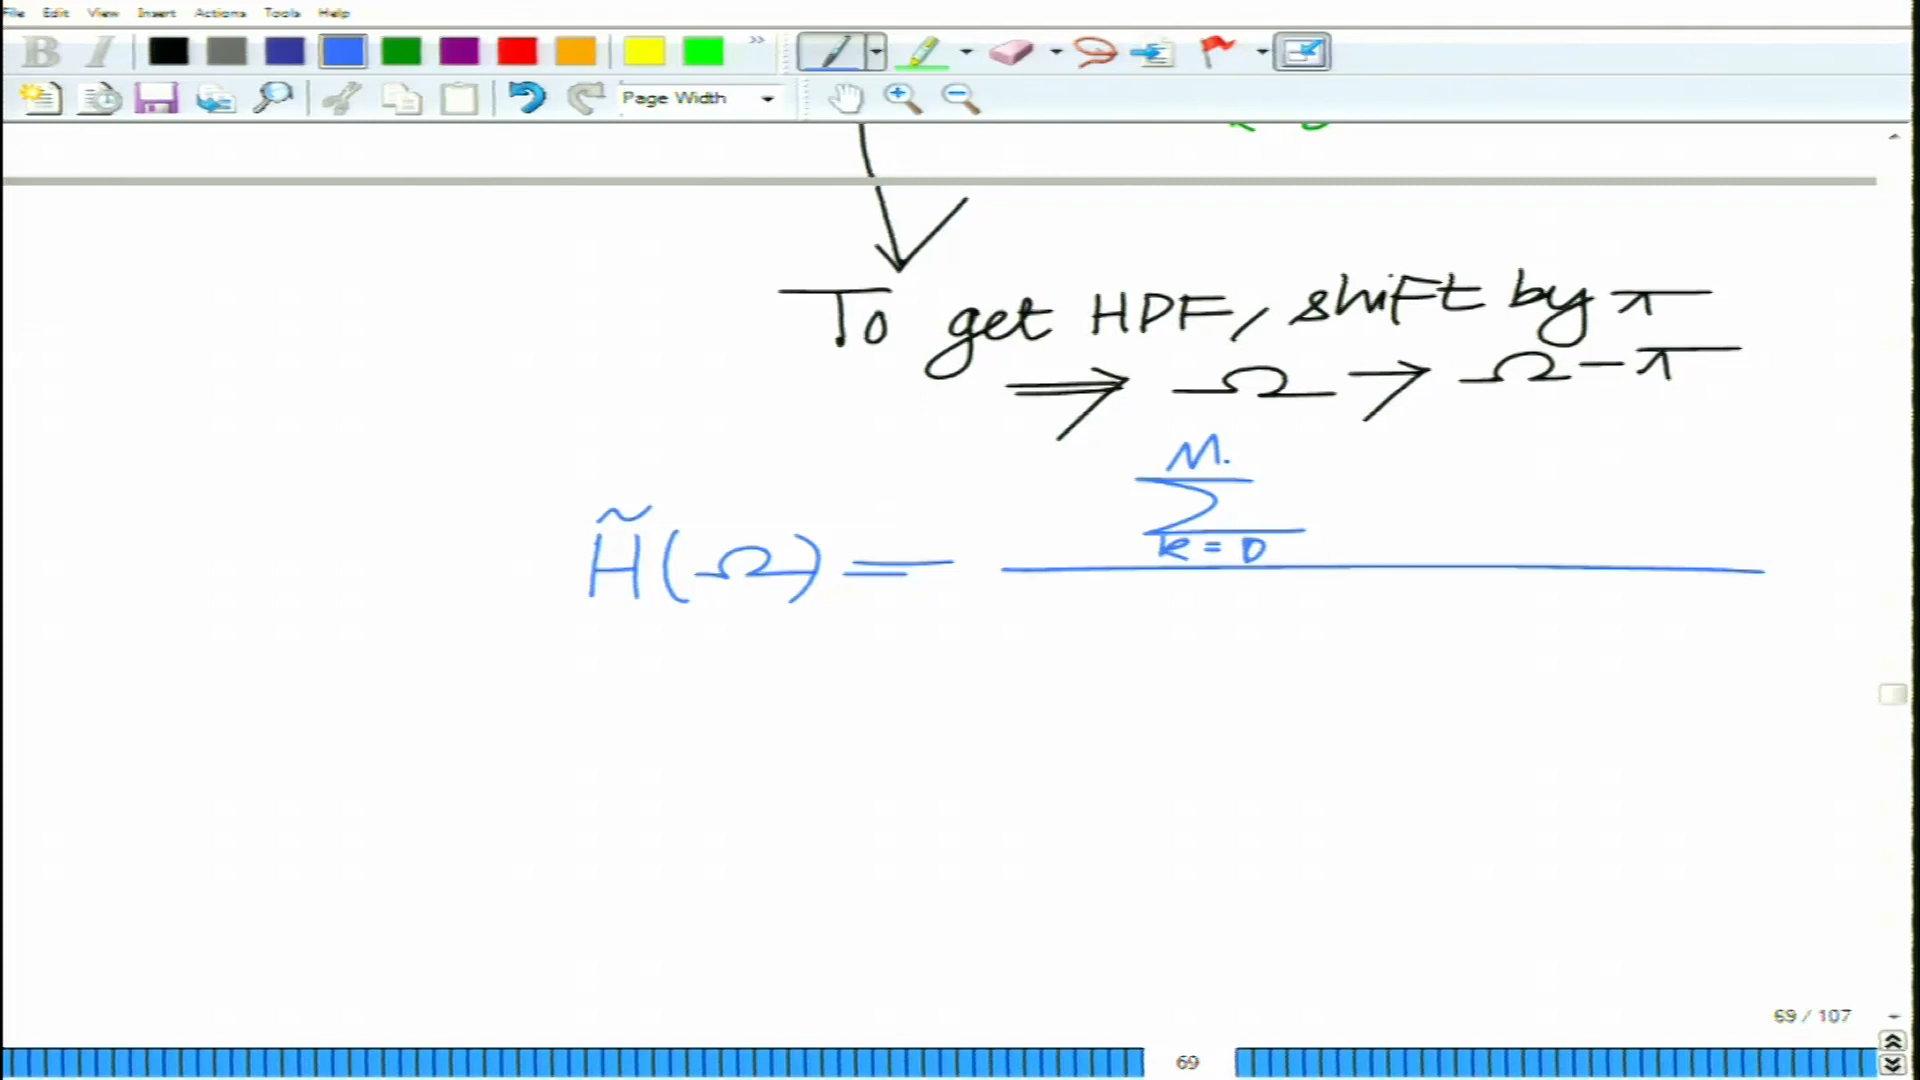 File Edit View Insert Actions Tools Help
B I
Page Width
To get HPF, shift by π
⇒ Ω → Ω - π
M
H̃(Ω) = Σ
k = 0
69 / 107
69